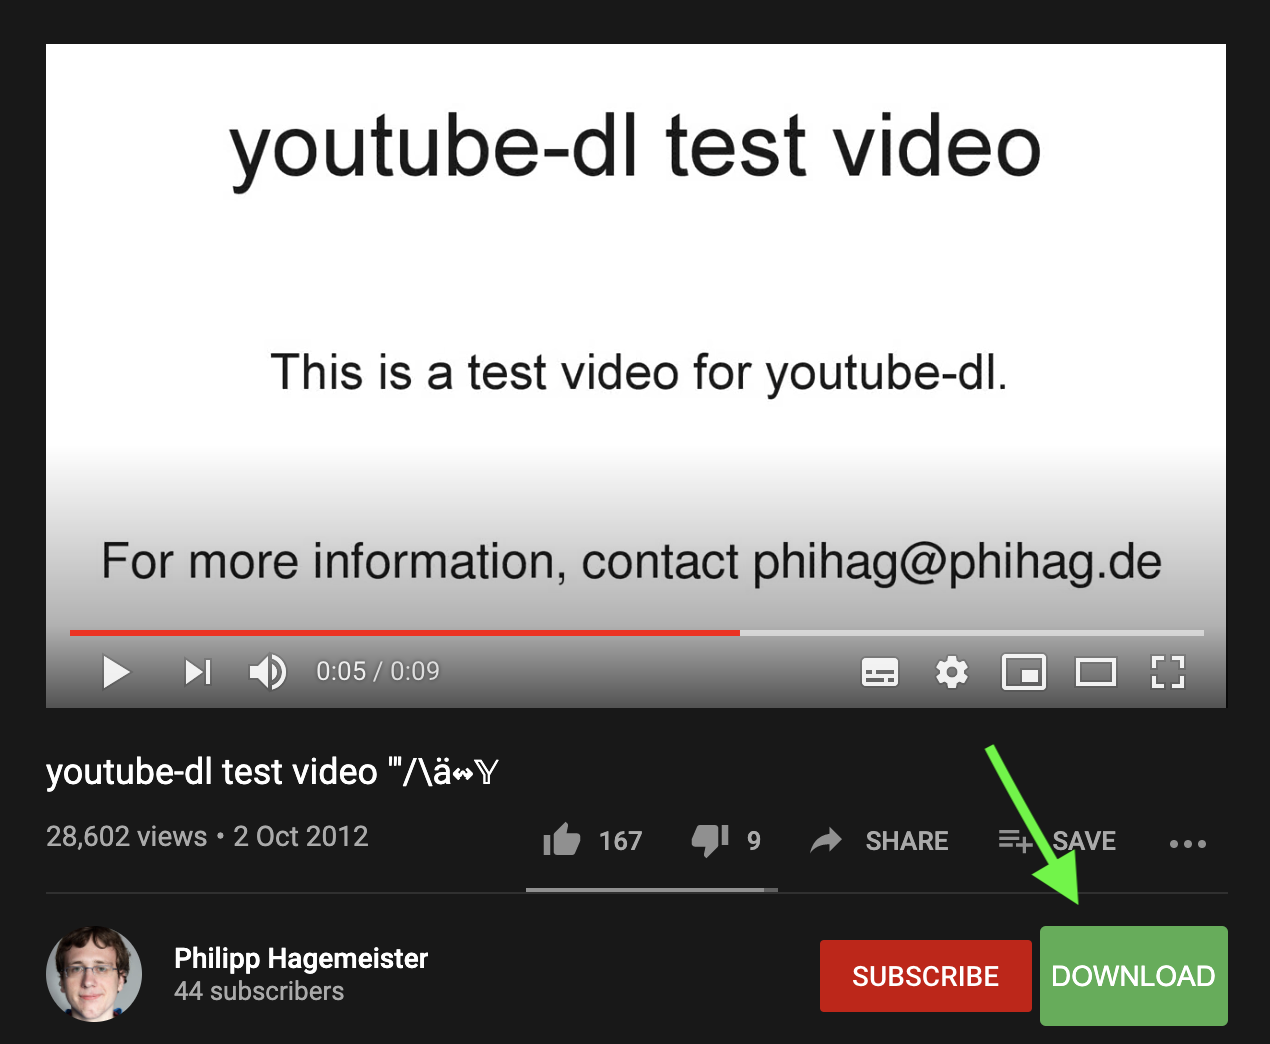 youtube-dl test video
This is a test video for youtube-dl.
For more information, contact phihag@phihag.de
0:05 / 0:09
youtube-dl test video "'/\ä↭𝕐
28,602 views • 2 Oct 2012
167 9 SHARE SAVE
Philipp Hagemeister
44 subscribers
SUBSCRIBE DOWNLOAD